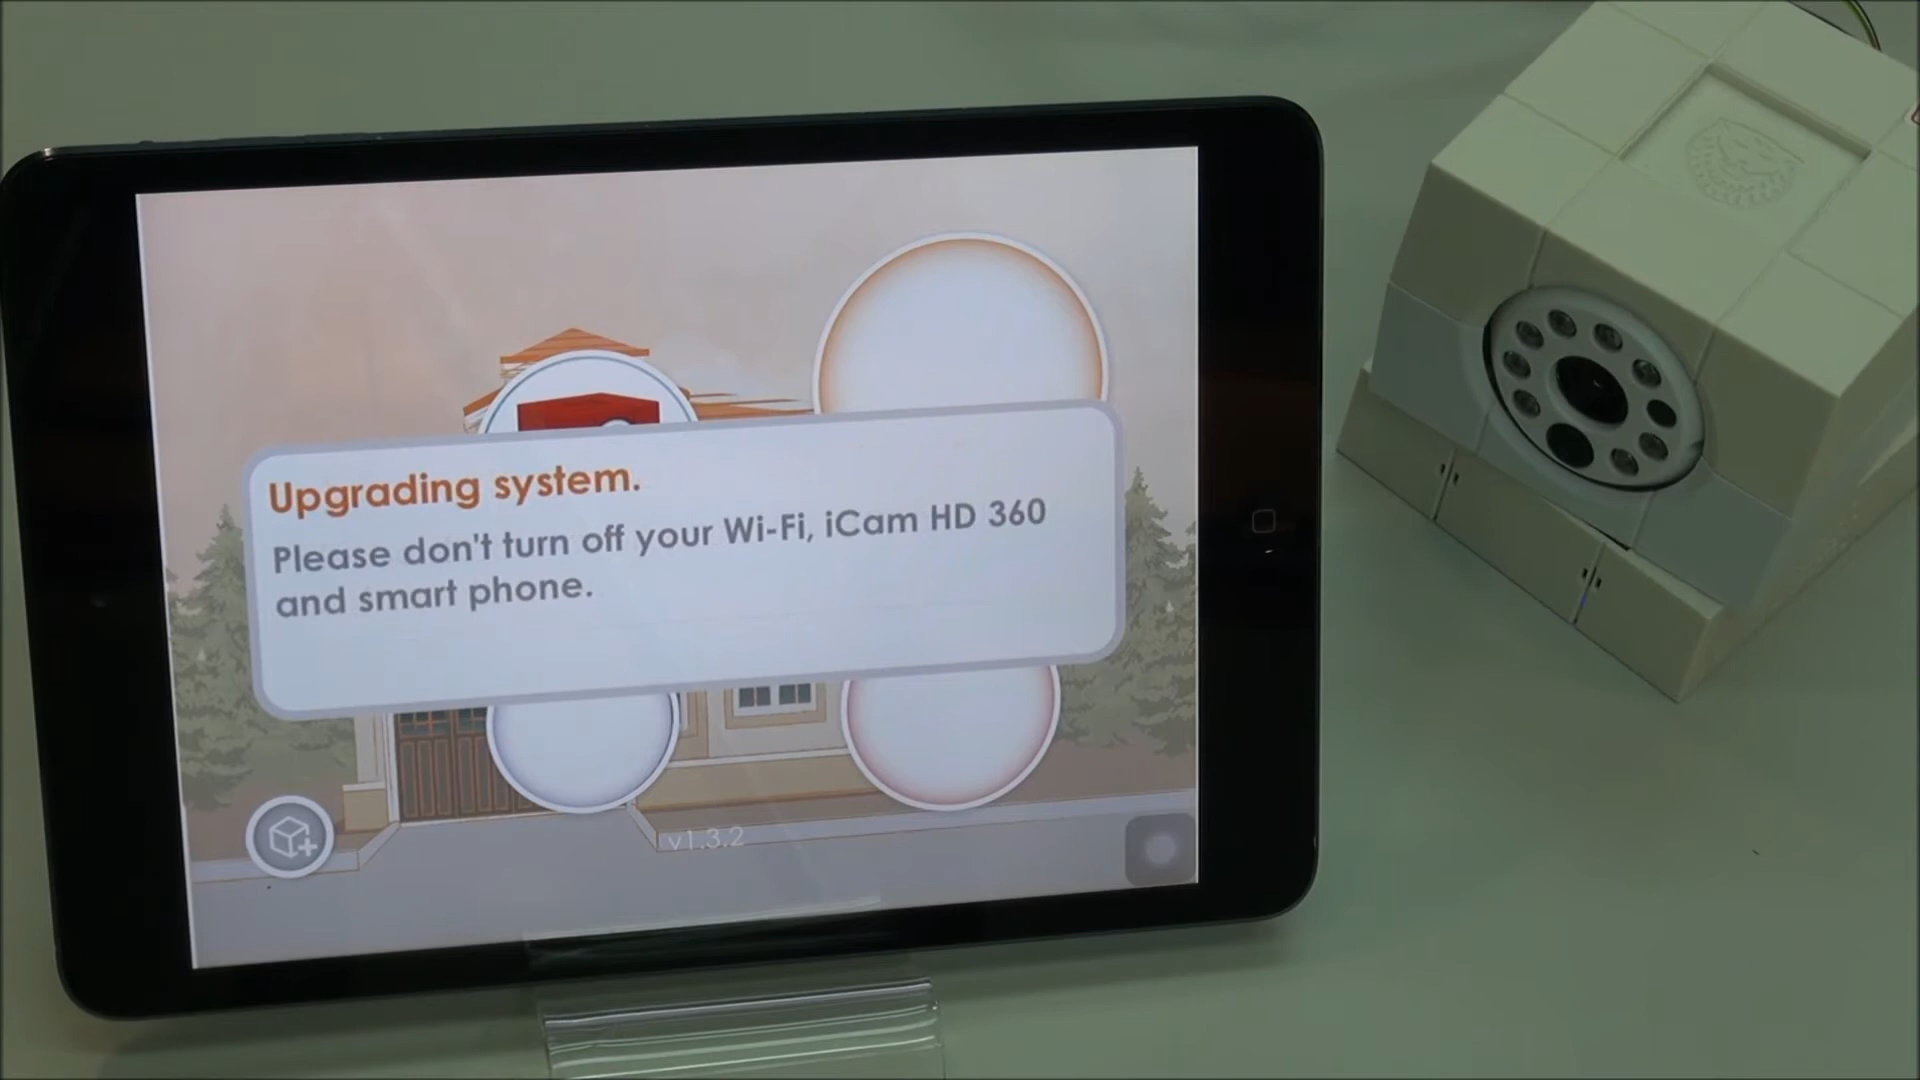 Upgrading system.
Please don't turn off your Wi-Fi, iCam HD 360
and smart phone.
v1.3.2